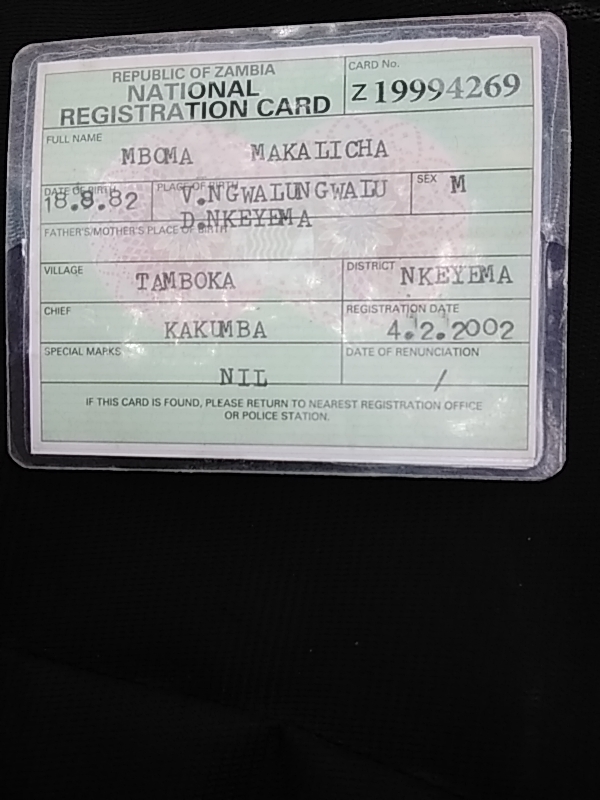 REPUBLIC OF ZAMBIA
NATIONAL
REGISTRATION CARD
CARD No.
Z 19994269
FULL NAME
MBOMA MAKALICHA
DATE OF BIRTH
18.8.82
PLACE OF BIRTH
V.NGWALUNGWALU
D.NKEYEMA
SEX M
FATHER'S/MOTHER'S PLACE OF BIRTH
VILLAGE
TAMBOKA
DISTRICT NKEYEMA
CHIEF
KAKUMBA
REGISTRATION DATE
4.2.2002
SPECIAL MARKS
NIL
DATE OF RENUNCIATION
/
IF THIS CARD IS FOUND, PLEASE RETURN TO NEAREST REGISTRATION OFFICE
OR POLICE STATION.